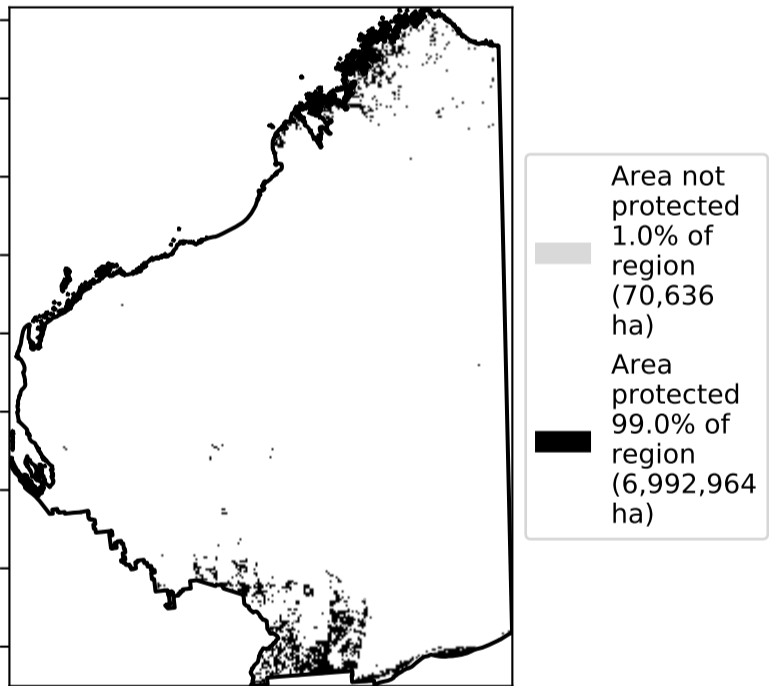 Area not
protected
1.0% of
region
(70,636
ha)
Area
protected
99.0% of
region
(6,992,964
ha)